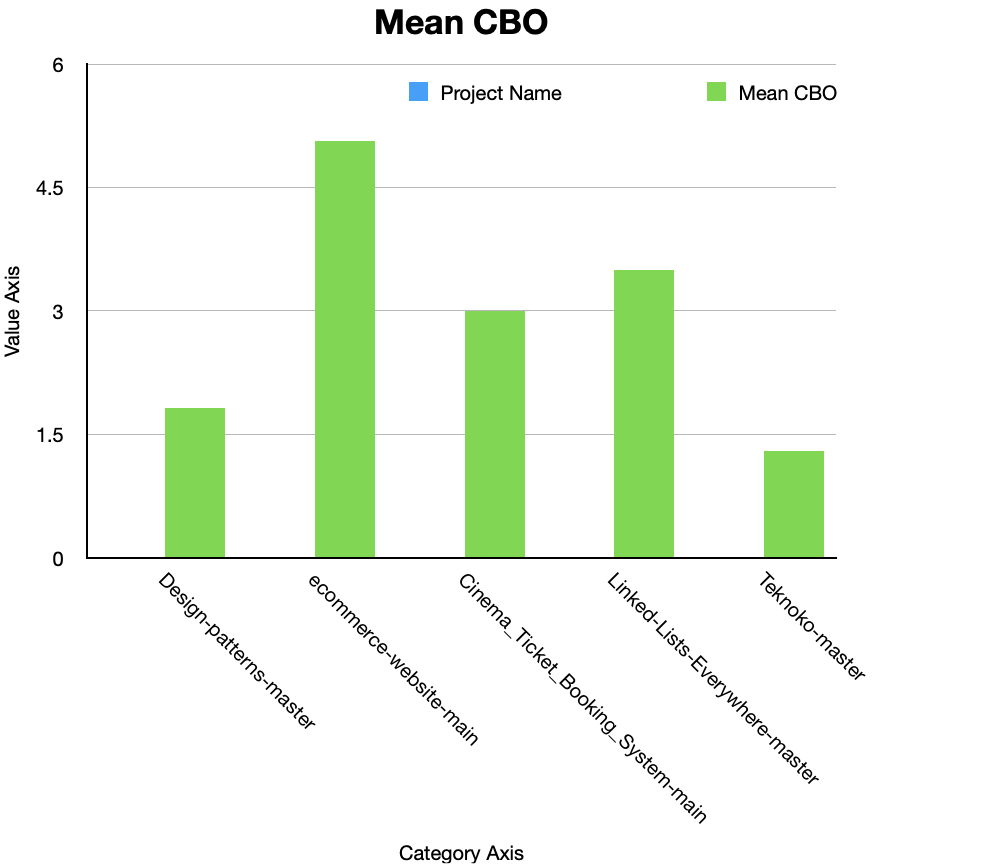 Mean CBO
Project Name
Mean CBO
6
4.5
3
1.5
0
Value Axis
Design-patterns-master
ecommerce-website-main
Cinema_Ticket_Booking_System-main
Linked-Lists-Everywhere-master
Teknoko-master
Category Axis